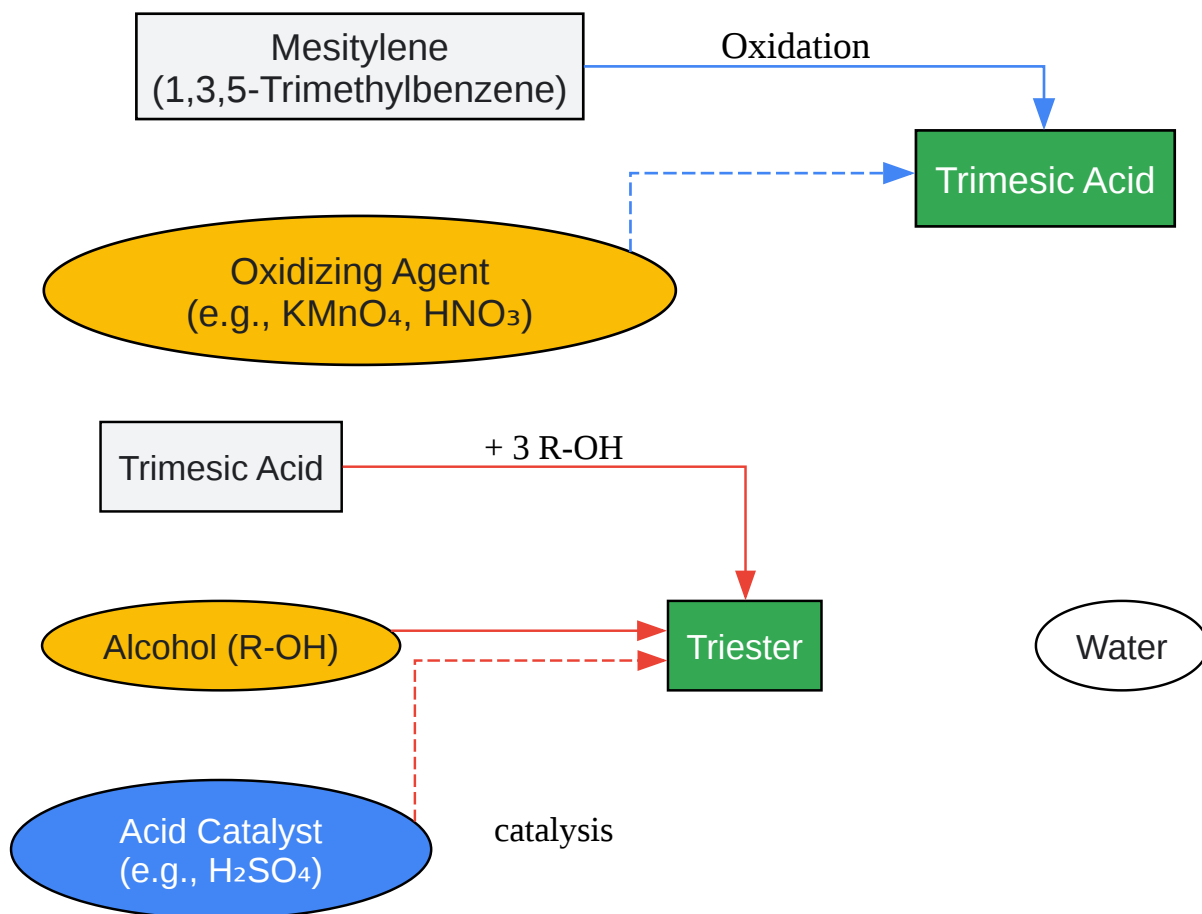 Mesitylene
(1,3,5-Trimethylbenzene)
Oxidation
Trimesic Acid
Oxidizing Agent
(e.g., KMnO₄, HNO₃)
Trimesic Acid
+ 3 R-OH
Alcohol (R-OH)
Triester
Water
Acid Catalyst
(e.g., H₂SO₄)
catalysis